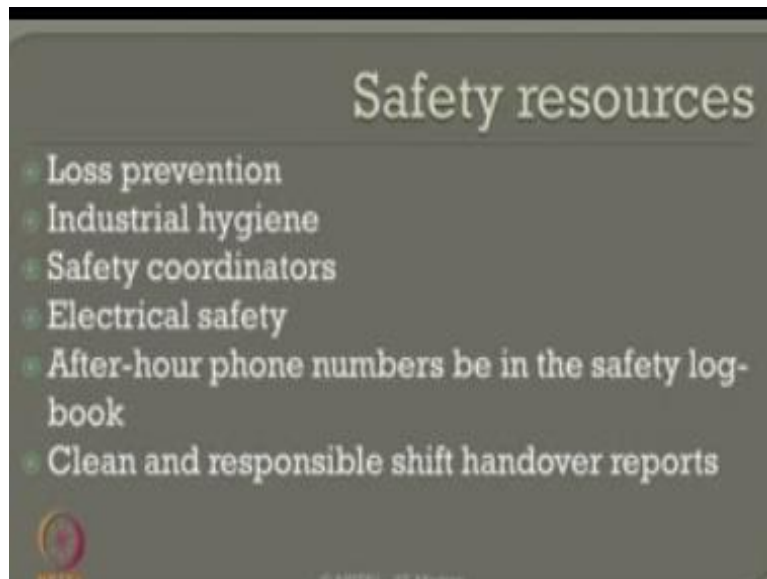 Safety resources
Loss prevention
Industrial hygiene
Safety coordinators
Electrical safety
After-hour phone numbers be in the safety log-
book
Clean and responsible shift handover reports